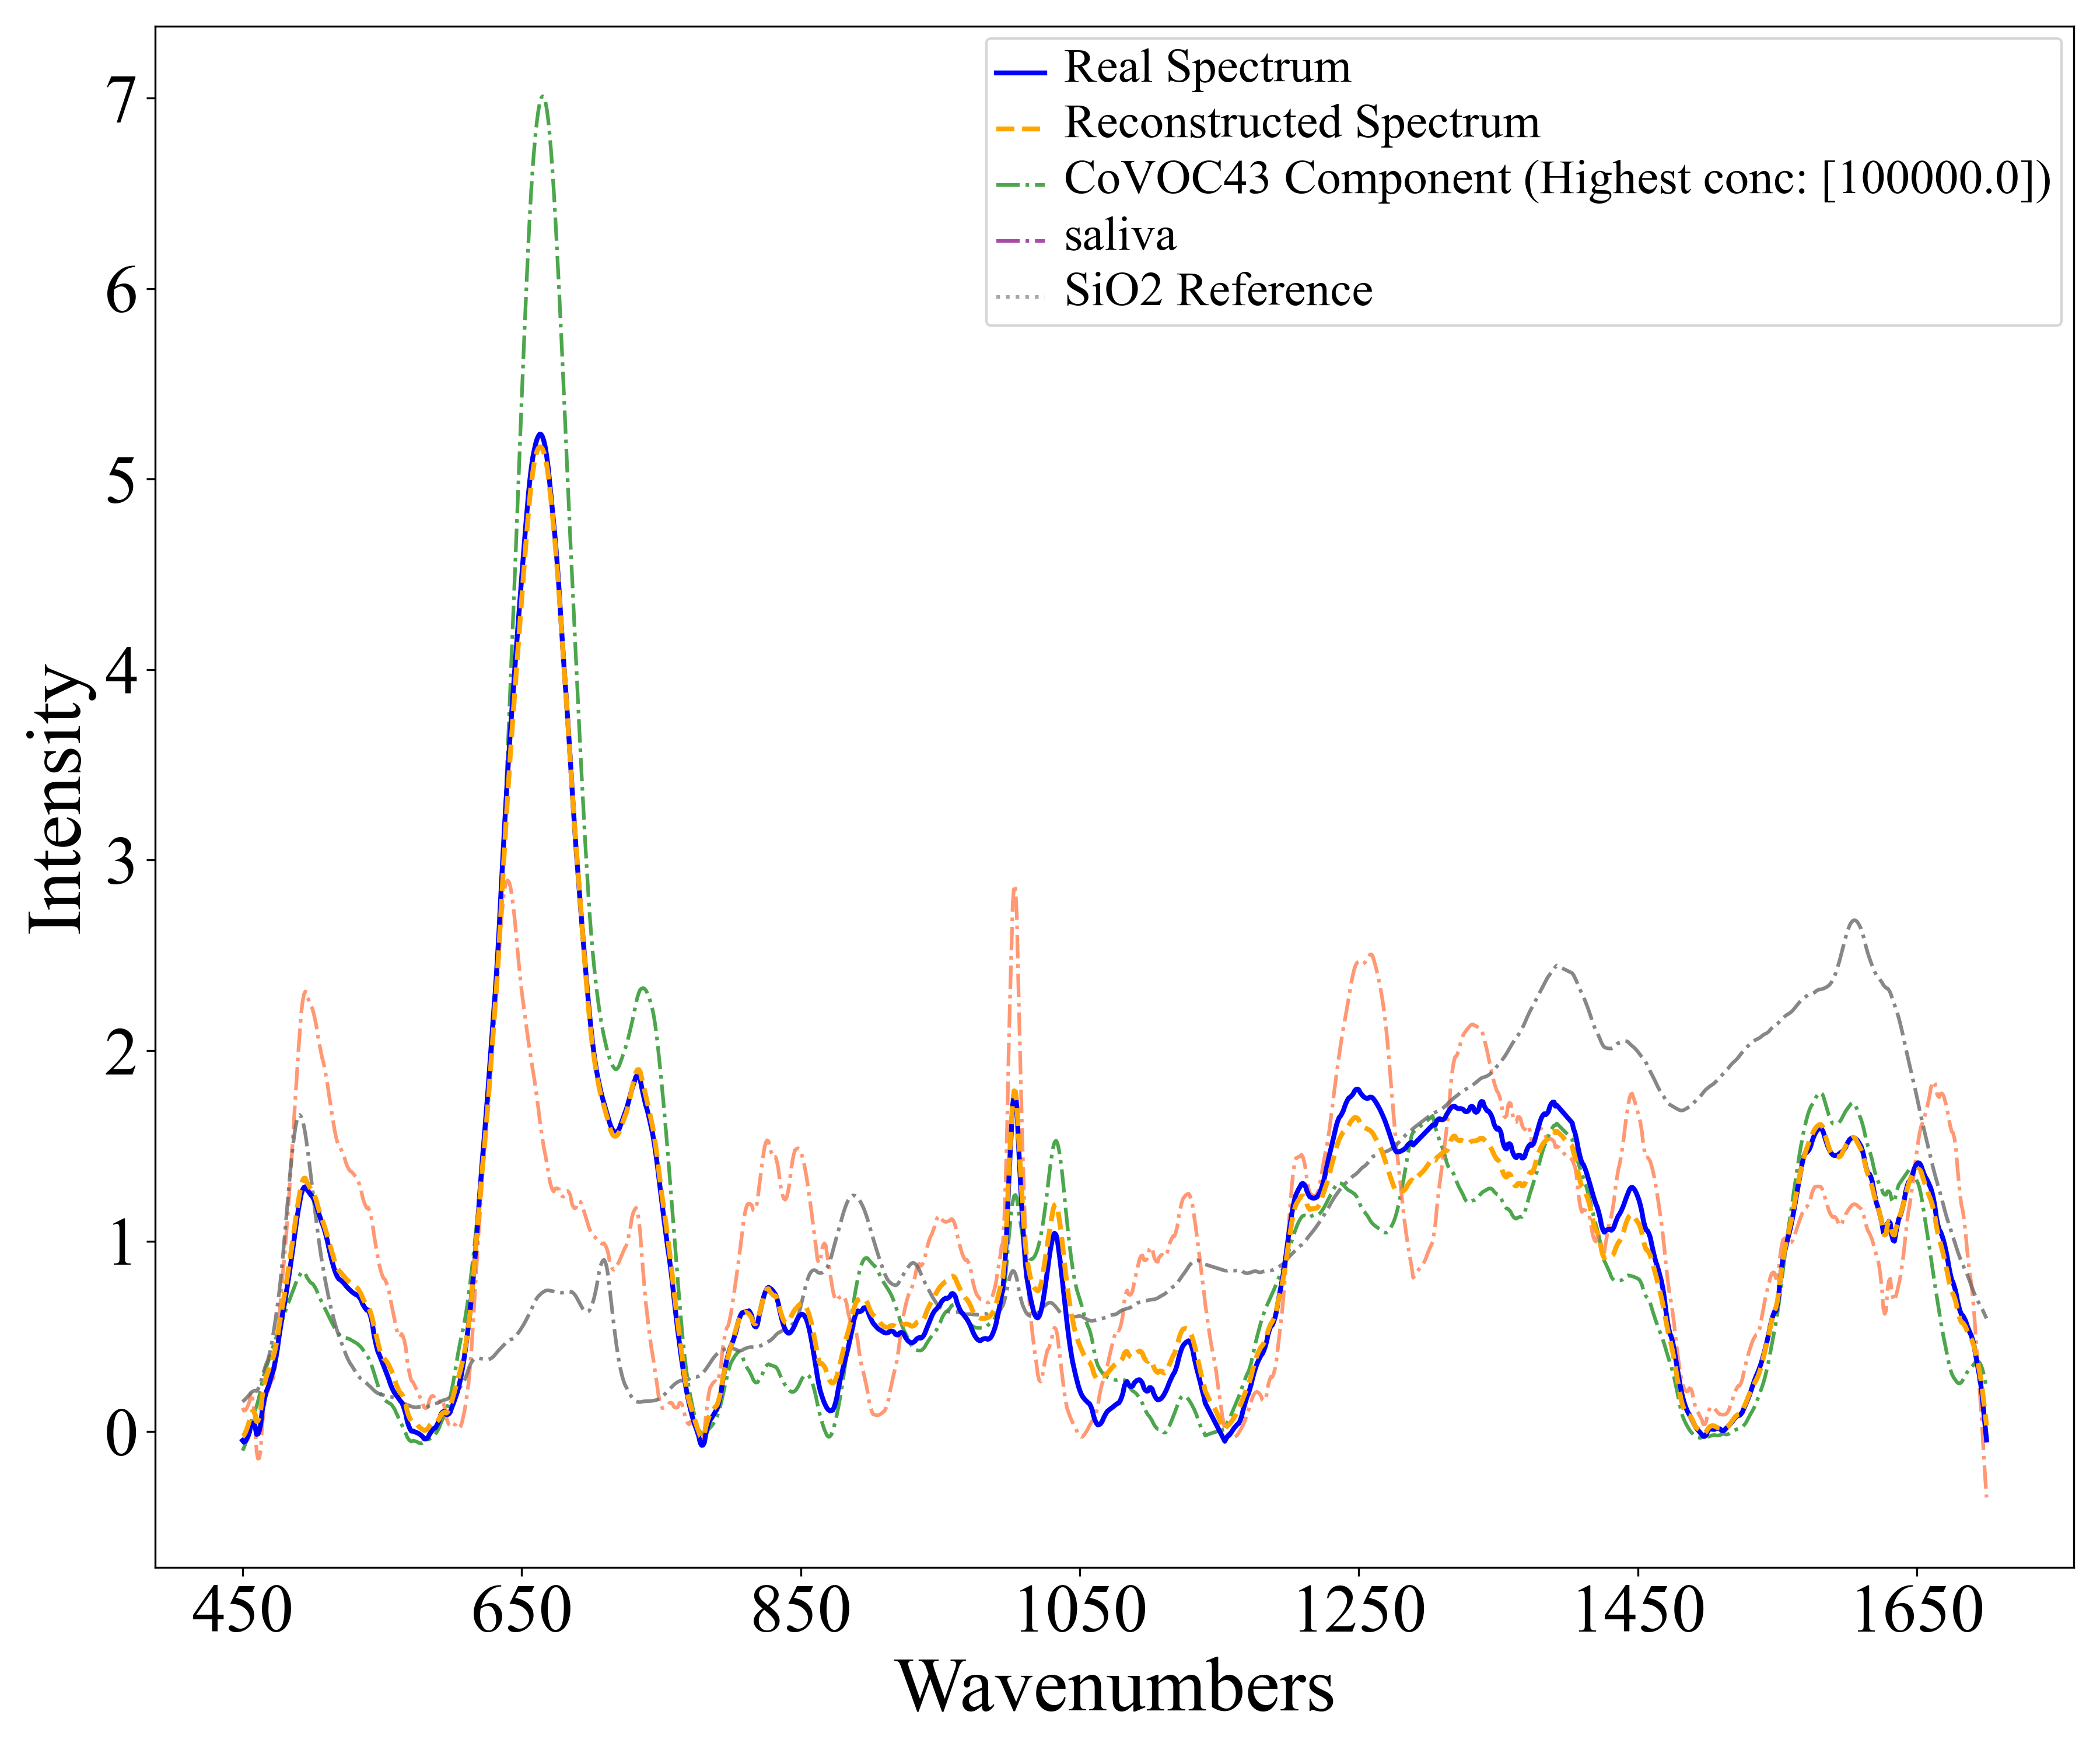 Real Spectrum
Reconstructed Spectrum
CoVOC43 Component (Highest conc: [100000.0])
saliva
SiO2 Reference
7
6
5
4
3
2
1
0
Intensity
450 650 850 1050 1250 1450 1650
Wavenumbers